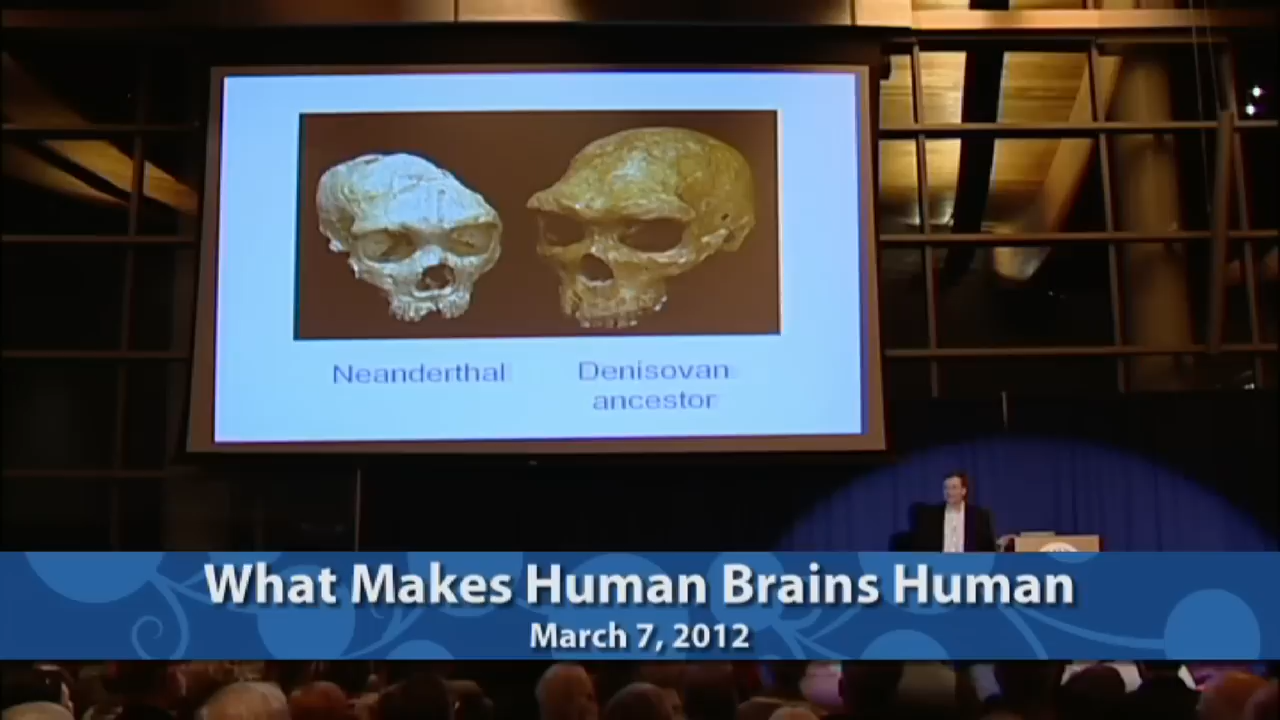 Neanderthal
Denisovan
ancestor
What Makes Human Brains Human
March 7, 2012